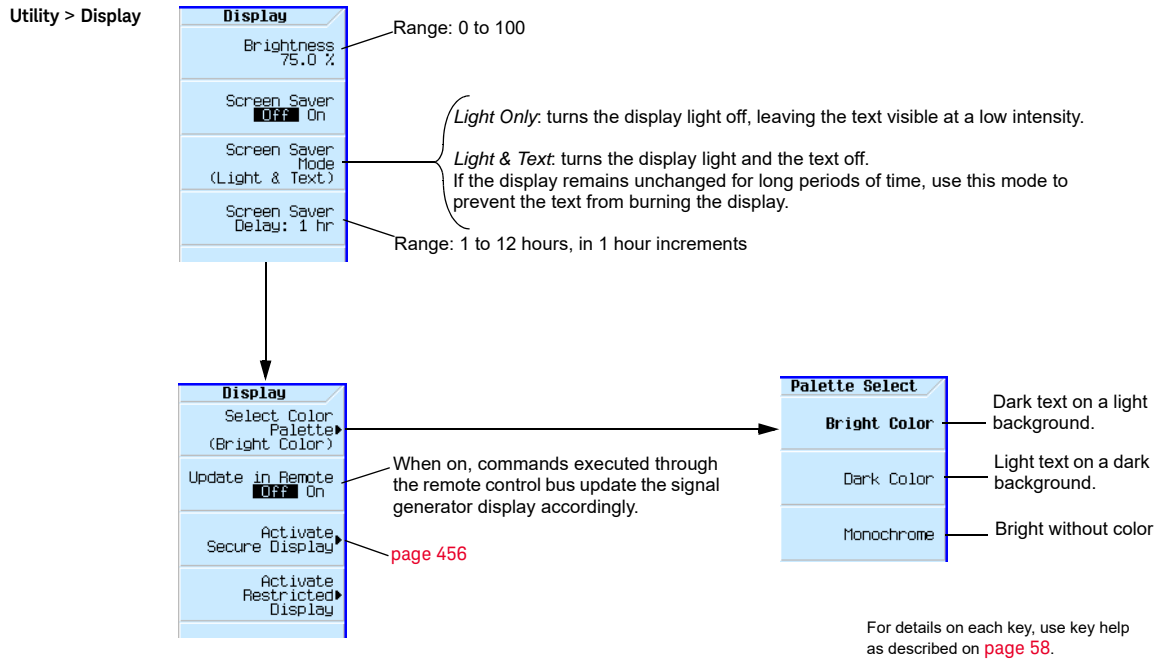 Utility > Display
Display
Brightness
75.0 %
Range: 0 to 100
Screen Saver
Off On
Screen Saver
Mode
(Light & Text)
Light Only: turns the display light off, leaving the text visible at a low intensity.
Light & Text: turns the display light and the text off.
If the display remains unchanged for long periods of time, use this mode to
prevent the text from burning the display.
Screen Saver
Delay: 1 hr
Range: 1 to 12 hours, in 1 hour increments
Display
Select Color
Palette
(Bright Color)
Update in Remote
Off On
When on, commands executed through
the remote control bus update the signal
generator display accordingly.
Activate
Secure Display
page 456
Activate
Restricted
Display
Palette Select
Bright Color
Dark text on a light
background.
Dark Color
Light text on a dark
background.
Monochrome
Bright without color
For details on each key, use key help
as described on page 58.